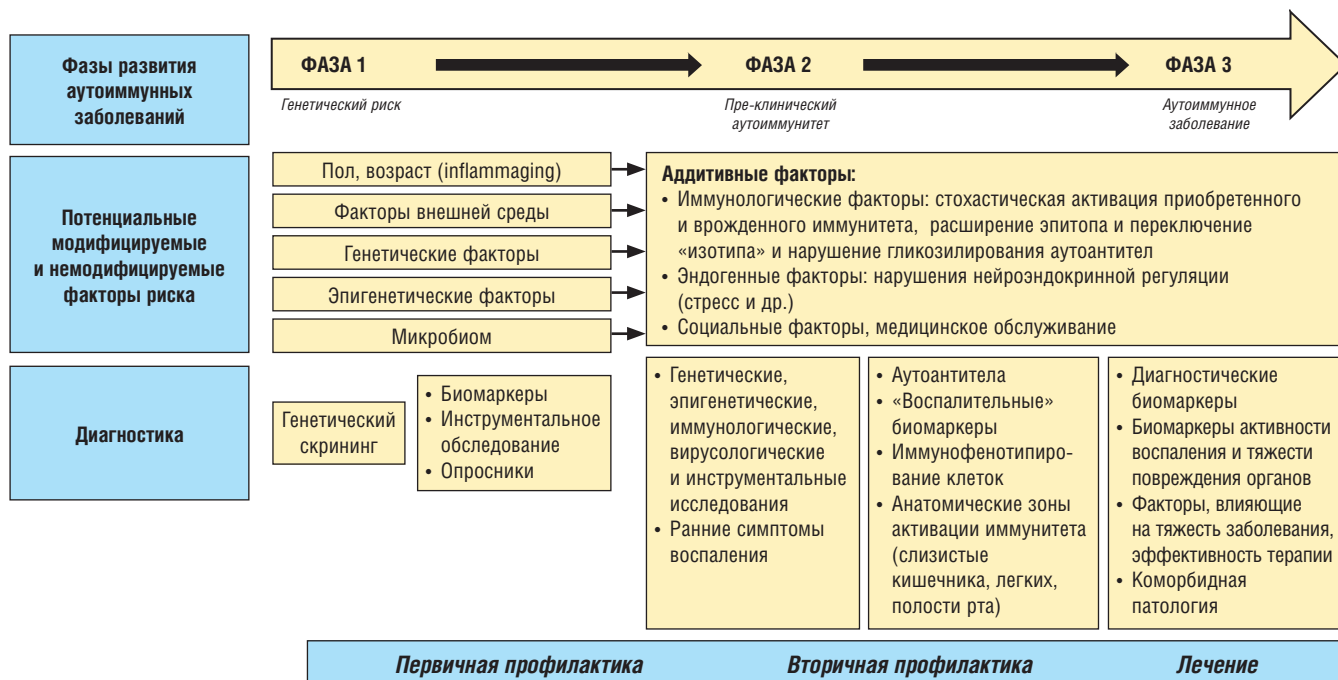 Фазы развития
аутоиммунных
заболеваний
ФАЗА 1
ФАЗА 2
ФАЗА 3
Генетический риск
Пре-клинический
аутоиммунитет
Аутоиммунное
заболевание
Потенциальные
модифицируемые
и немодифицируемые
факторы риска
Пол, возраст (inflammaging)
Факторы внешней среды
Генетические факторы
Эпигенетические факторы
Микробиом
Аддитивные факторы:
• Иммунологические факторы: стохастическая активация приобретенного
и врожденного иммунитета, расширение эпитопа и переключение
«изотипа» и нарушение гликозилирования аутоантител
• Эндогенные факторы: нарушения нейроэндокринной регуляции
(стресс и др.)
• Социальные факторы, медицинское обслуживание
Диагностика
Генетический
скрининг
• Биомаркеры
• Инструментальное
обследование
• Опросники
• Генетические,
эпигенетические,
иммунологические,
вирусологические
и инструментальные
исследования
• Ранние симптомы
воспаления
• Аутоантитела
• «Воспалительные»
биомаркеры
• Иммунофенотипиро-
вание клеток
• Анатомические зоны
активации иммунитета
(слизистые
кишечника, легких,
полости рта)
• Диагностические
биомаркеры
• Биомаркеры активности
воспаления и тяжести
повреждения органов
• Факторы, влияющие
на тяжесть заболевания,
эффективность терапии
• Коморбидная
патология
Первичная профилактика
Вторичная профилактика
Лечение